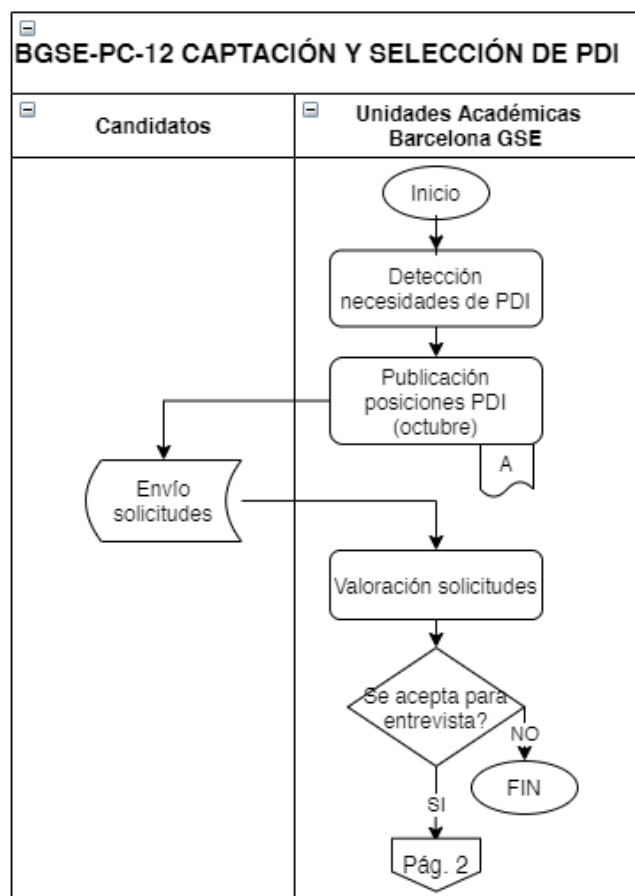 BGSE-PC-12 CAPTACIÓN Y SELECCIÓN DE PDI
Candidatos
Unidades Académicas
Barcelona GSE
Inicio
Detección
necesidades de PDI
Publicación
posiciones PDI
(octubre)
A
Envío
solicitudes
Valoración solicitudes
Se acepta para
entrevista?
NO
FIN
SI
Pág. 2